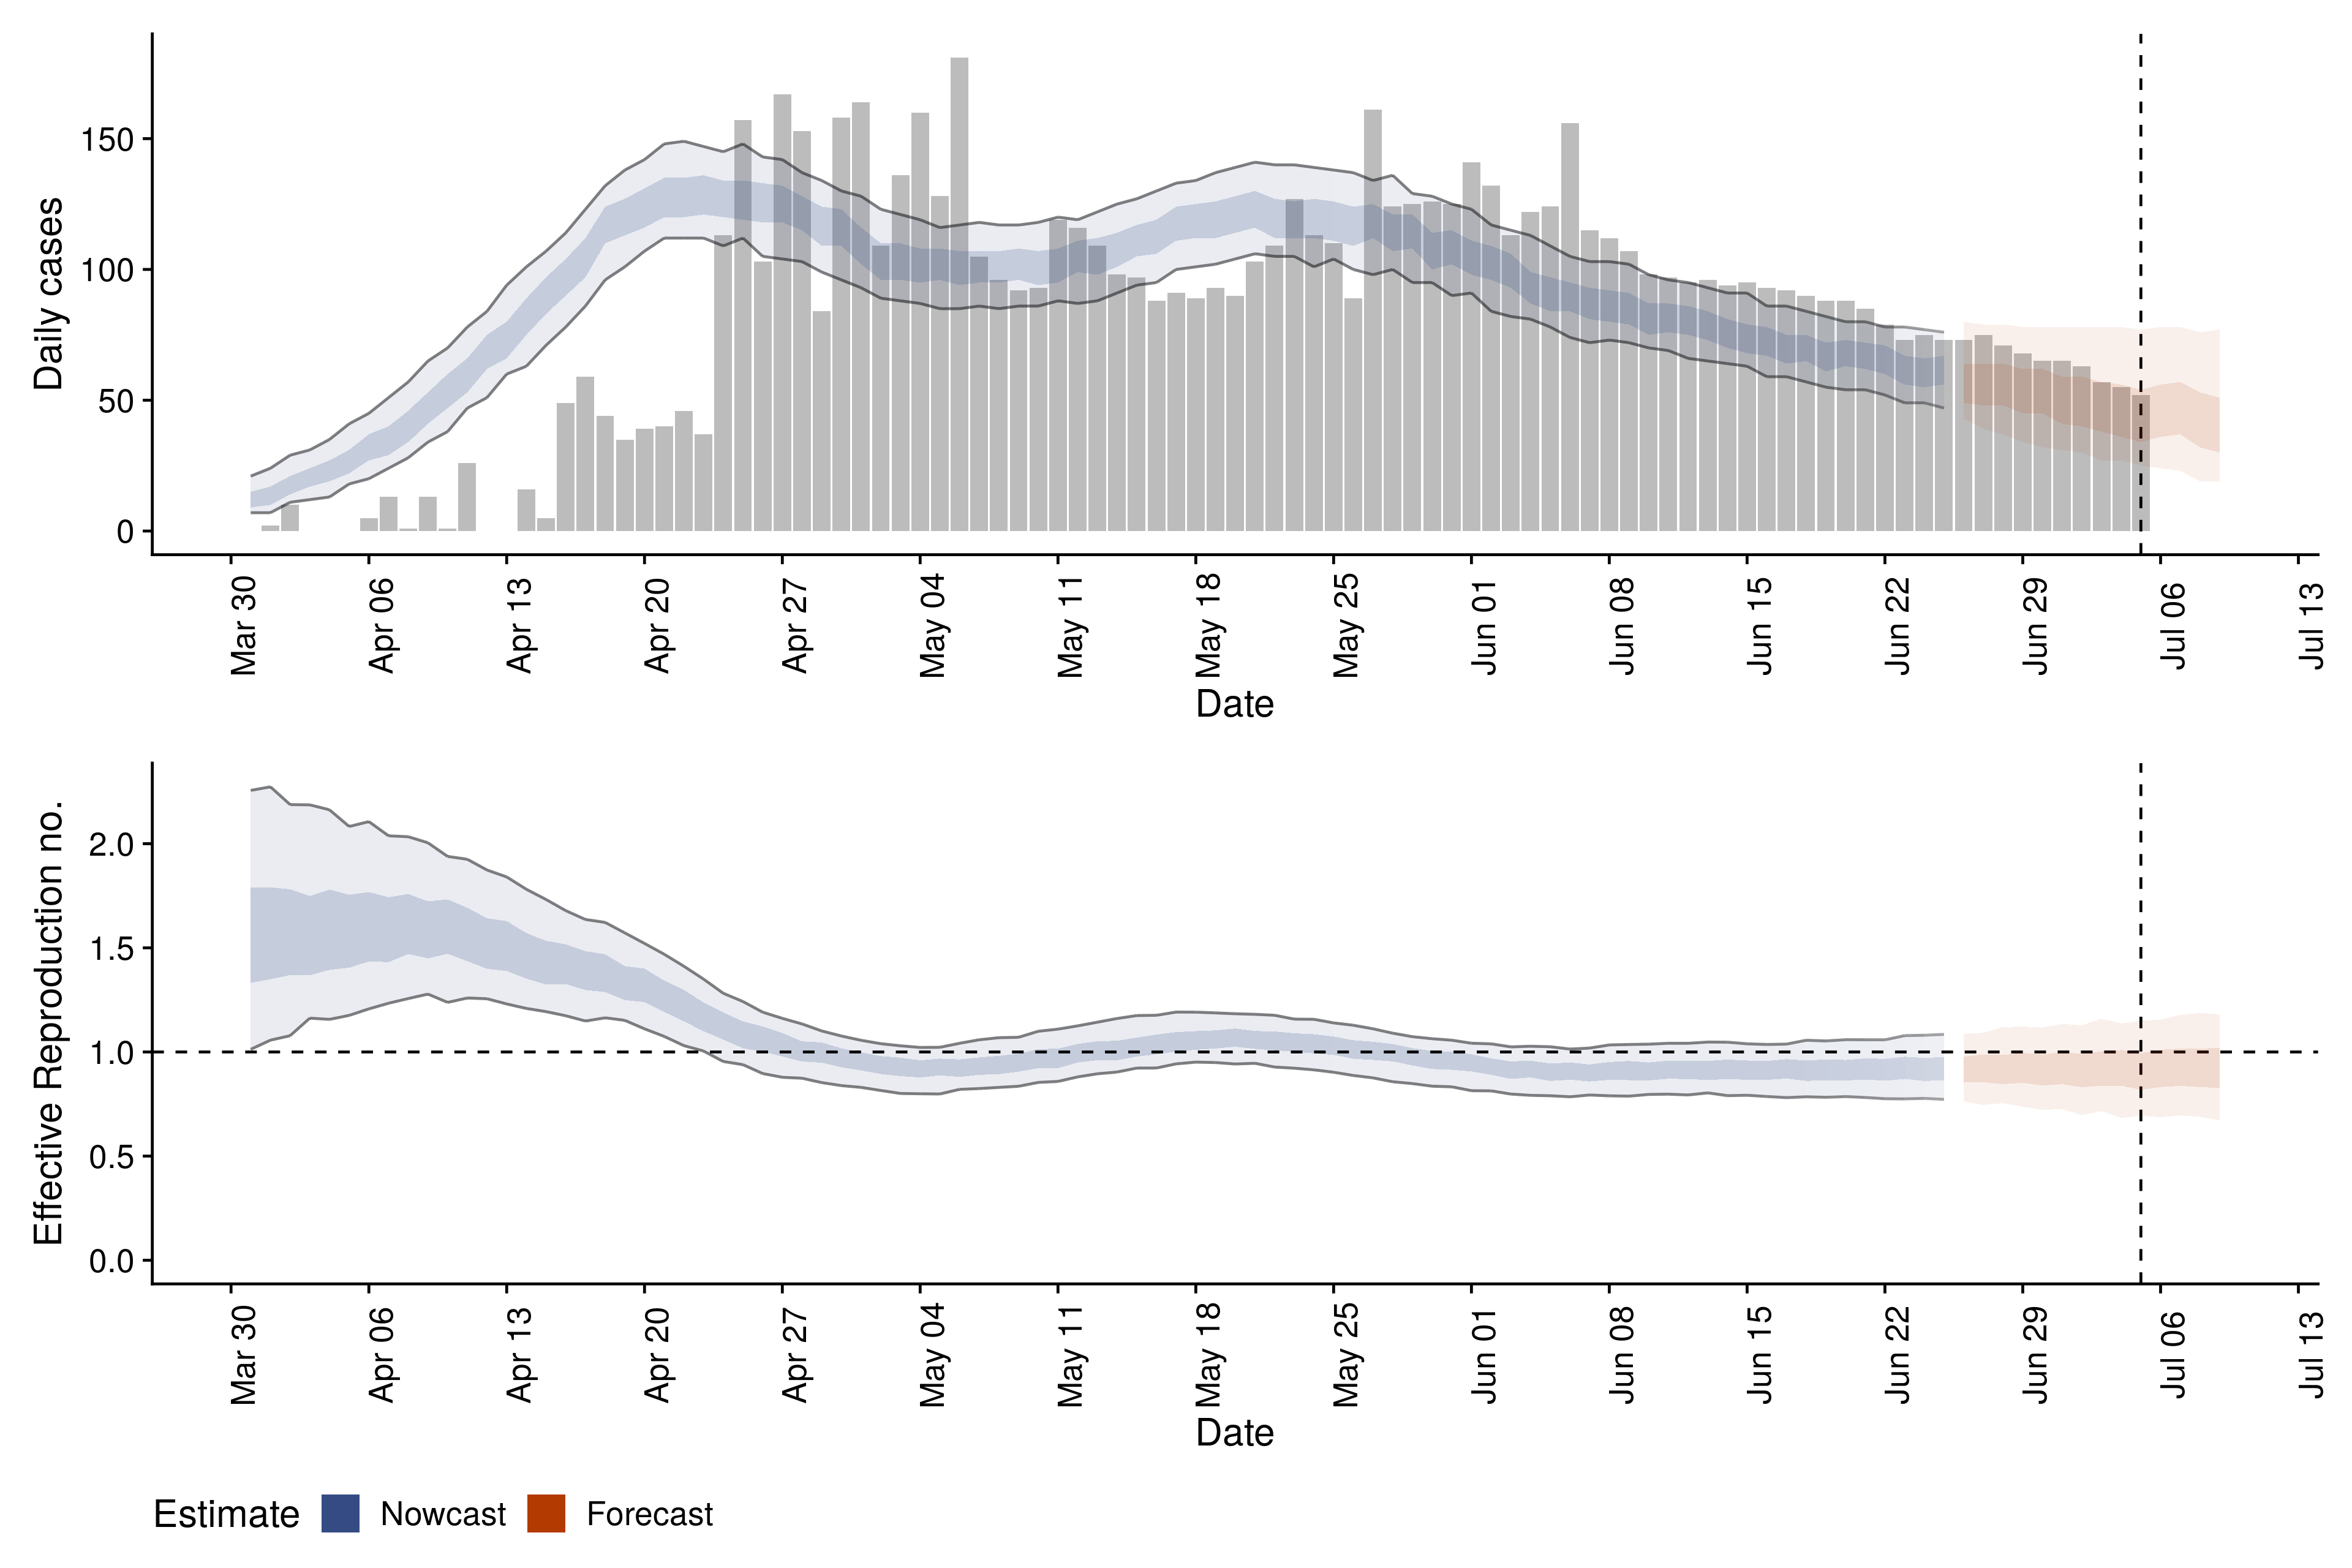 Daily cases
150
100
50
0
Mar 30
Apr 06
Apr 13
Apr 20
Apr 27
May 04
May 11
May 18
May 25
Jun 01
Jun 08
Jun 15
Jun 22
Jun 29
Jul 06
Jul 13
Date
Effective Reproduction no.
2.0
1.5
1.0
0.5
0.0
Mar 30
Apr 06
Apr 13
Apr 20
Apr 27
May 04
May 11
May 18
May 25
Jun 01
Jun 08
Jun 15
Jun 22
Jun 29
Jul 06
Jul 13
Date
Estimate Nowcast Forecast